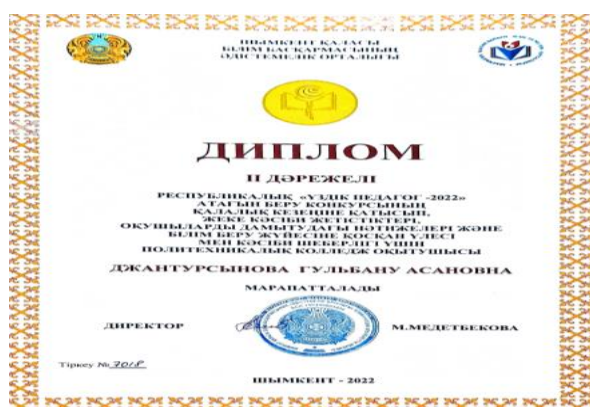 ШЫМКЕНТ ҚАЛАСЫ
БІЛІМ БАСҚАРМАСЫНЫҢ
ӘДІСТЕМЕЛІК ОРТАЛЫҒЫ
ДИПЛОМ
ІІ ДӘРЕЖЕЛІ
РЕСПУБЛИКАЛЫҚ «ҮЗДІК ПЕДАГОГ -2022»
АТАҒЫН БЕРУ КОНКУРСЫНЫҢ
ҚАЛАЛЫҚ КЕЗЕҢІНЕ ҚАТЫСЫП,
ЖЕКЕ КӘСІБИ ЖЕТІСТІКТЕРІ,
ОҚУШЫЛАРДЫ ДАМЫТУДАҒЫ НӘТИЖЕЛЕРІ ЖӘНЕ
БІЛІМ БЕРУ ЖҮЙЕСІНЕ ҚОСҚАН ҮЛЕСІ
МЕН КӘСІБИ ШЕБЕРЛІГІ ҮШІН
ПОЛИТЕХНИКАЛЫҚ КОЛЛЕДЖ ОҚЫТУШЫСЫ
ДЖАНТУРСЫНОВА ГУЛЬБАНУ АСАНОВНА
МАРАПАТТАЛАДЫ
ДИРЕКТОР М.МЕДЕТБЕКОВА
Тіркеу № 7018
ШЫМКЕНТ - 2022